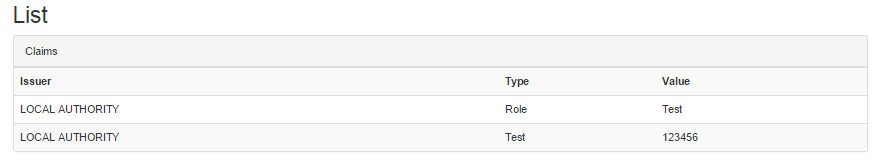 List
Claims
Issuer Type Value
LOCAL AUTHORITY Role Test
LOCAL AUTHORITY Test 123456